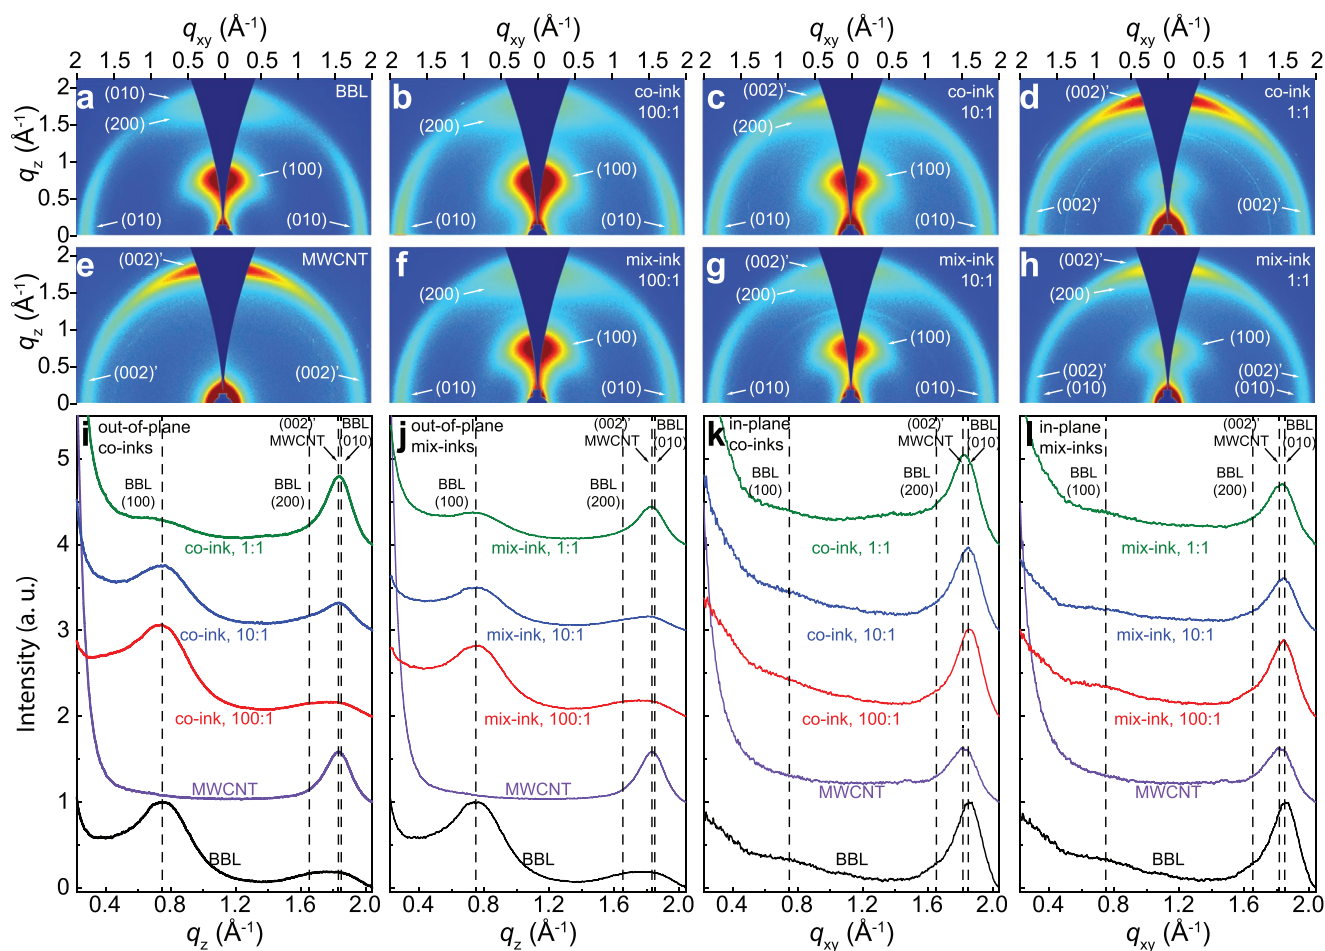 q_xy (Å⁻¹) q_xy (Å⁻¹) q_xy (Å⁻¹) q_xy (Å⁻¹)
2 1.5 1 0.5 0 0.5 1 1.5 2 1.5 1 0.5 0 0.5 1 1.5 2 1.5 1 0.5 0 0.5 1 1.5 2 2 1.5 1 0.5 0 0.5 1 1.5 2
q_z (Å⁻¹)
2
1.5
1
0.5
0
a
BBL
(010)
(200)
(100)
(010)
(010)
b
co-ink
100:1
(200)
(100)
(010)
(010)
c
co-ink
10:1
(002)'
(200)
(100)
(010)
(010)
d
co-ink
1:1
(002)'
(002)'
(002)'
q_z (Å⁻¹)
2
1.5
1
0.5
0
e
MWCNT
(002)'
(002)'
(002)'
f
mix-ink
100:1
(200)
(100)
(010)
(010)
g
mix-ink
10:1
(002)'
(200)
(100)
(010)
(010)
h
mix-ink
1:1
(002)'
(200)
(100)
(002)'
(010)
(002)'
(010)
Intensity (a. u.)
5
4
3
2
1
0
i
out-of-plane
co-inks
(002)'
MWCNT
BBL
(010)
BBL
(100)
BBL
(200)
co-ink, 1:1
co-ink, 10:1
co-ink, 100:1
MWCNT
BBL
0.4 0.8 1.2 1.6 2.0
q_z (Å⁻¹)
j
out-of-plane
mix-inks
(002)'
MWCNT
BBL
(010)
BBL
(100)
BBL
(200)
mix-ink, 1:1
mix-ink, 10:1
mix-ink, 100:1
MWCNT
BBL
0.4 0.8 1.2 1.6 2.0
q_z (Å⁻¹)
k
in-plane
co-inks
(002)'
MWCNT
BBL
(010)
BBL
(100)
BBL
(200)
co-ink, 1:1
co-ink, 10:1
co-ink, 100:1
MWCNT
BBL
0.4 0.8 1.2 1.6 2.0
q_xy (Å⁻¹)
l
in-plane
mix-inks
(002)'
MWCNT
BBL
(010)
BBL
(100)
BBL
(200)
mix-ink, 1:1
mix-ink, 10:1
mix-ink, 100:1
MWCNT
BBL
0.4 0.8 1.2 1.6 2.0
q_xy (Å⁻¹)